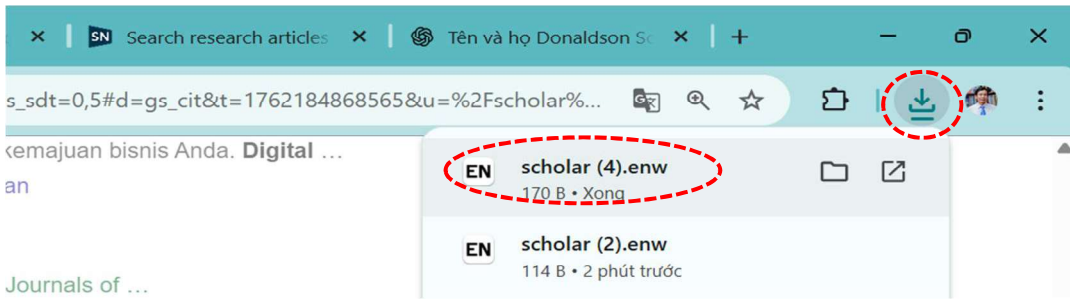 SN Search research articles
Tên và họ Donaldson Sc
s_sdt=0,5#d=gs_cit&t=1762184868565&u=%2Fscholar%...
kemajuan bisnis Anda. Digital ...
an
EN scholar (4).enw
170 B • Xong
EN scholar (2).enw
114 B • 2 phút trước
Journals of ...